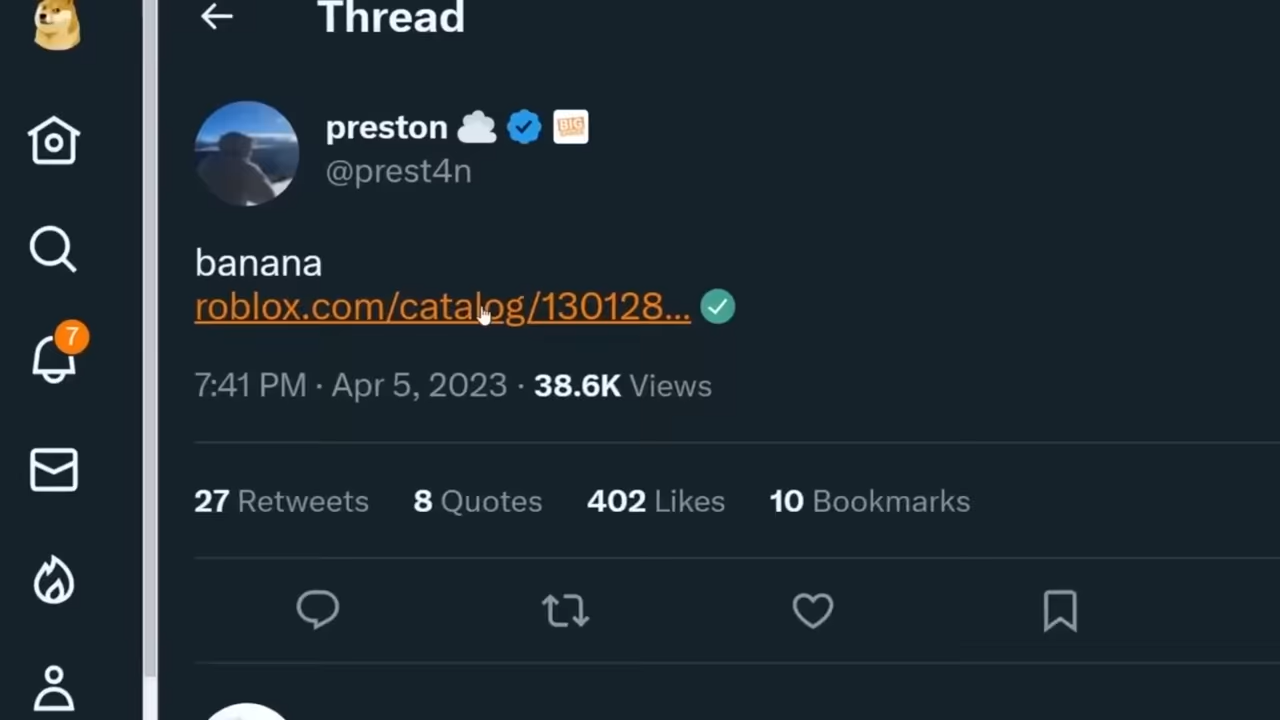 Thread
preston
BIG
@prest4n
banana
roblox.com/catalog/130128...
7
7:41 PM · Apr 5, 2023 · 38.6K Views
27 Retweets 8 Quotes 402 Likes 10 Bookmarks